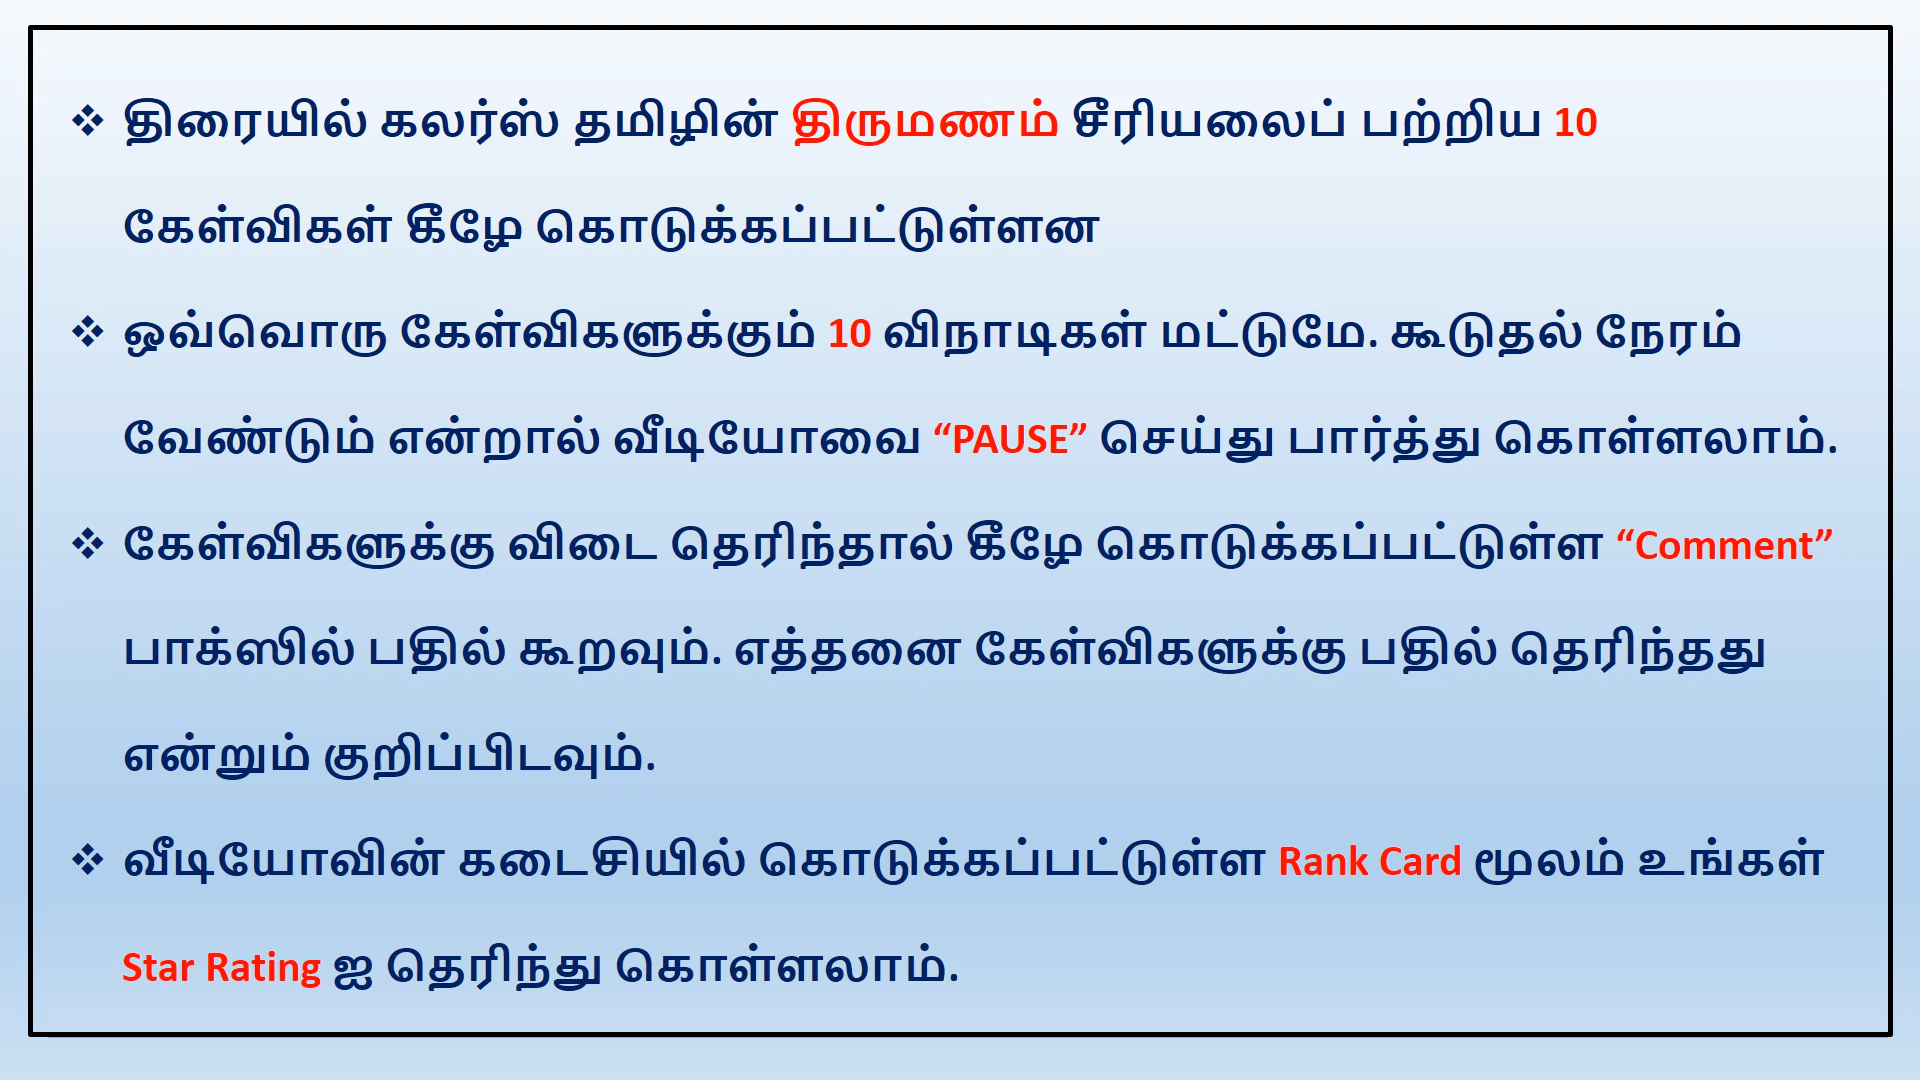 ❖ திரையில் கலர்ஸ் தமிழின் திருமணம் சீரியலைப் பற்றிய 10
கேள்விகள் கீழே கொடுக்கப்பட்டுள்ளன
❖ ஒவ்வொரு கேள்விகளுக்கும் 10 விநாடிகள் மட்டுமே. கூடுதல் நேரம்
வேண்டும் என்றால் வீடியோவை “PAUSE” செய்து பார்த்து கொள்ளலாம்.
❖ கேள்விகளுக்கு விடை தெரிந்தால் கீழே கொடுக்கப்பட்டுள்ள “Comment”
பாக்ஸில் பதில் கூறவும். எத்தனை கேள்விகளுக்கு பதில் தெரிந்தது
என்றும் குறிப்பிடவும்.
❖ வீடியோவின் கடைசியில் கொடுக்கப்பட்டுள்ள Rank Card மூலம் உங்கள்
Star Rating ஐ தெரிந்து கொள்ளலாம்.